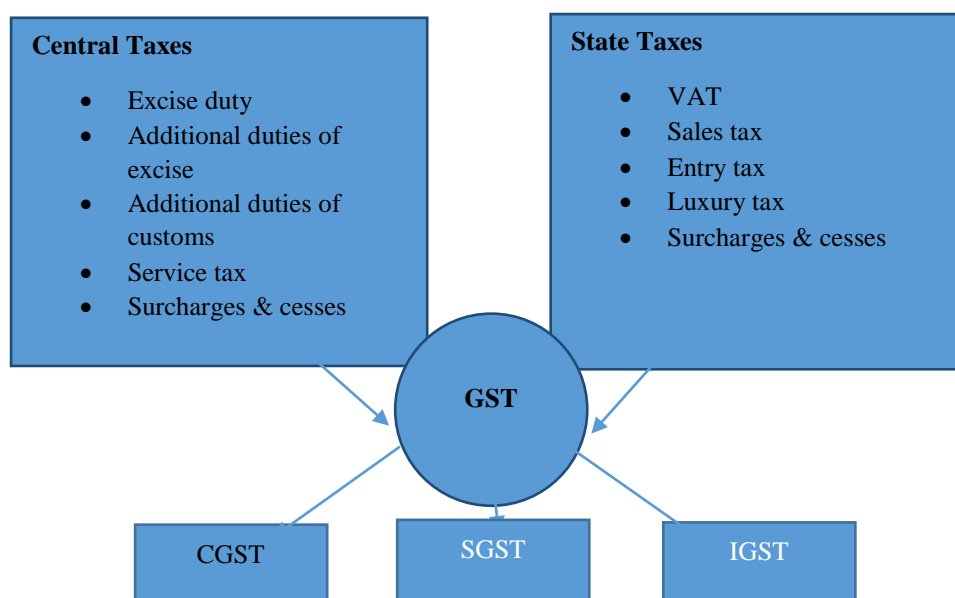 Central Taxes
• Excise duty
• Additional duties of
excise
• Additional duties of
customs
• Service tax
• Surcharges & cesses
State Taxes
• VAT
• Sales tax
• Entry tax
• Luxury tax
• Surcharges & cesses
GST
CGST
SGST
IGST